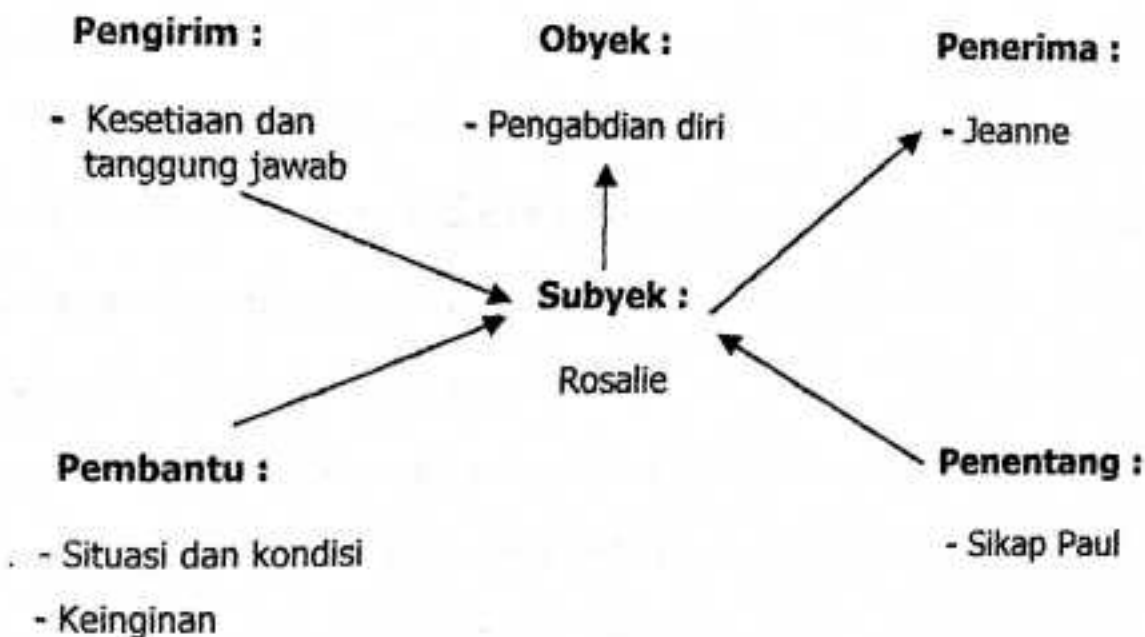 Pengirim :
- Kesetiaan dan
tanggung jawab
Obyek :
- Pengabdian diri
Penerima :
- Jeanne
Subyek :
Rosalie
Pembantu :
- Situasi dan kondisi
- Keinginan
Penentang :
- Sikap Paul